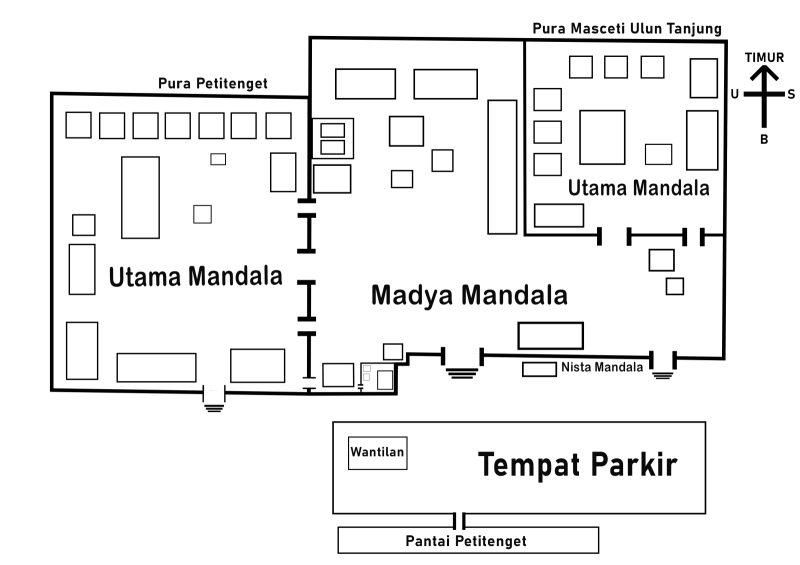 Pura Masceti Ulun Tanjung
TIMUR
U
S
B
Pura Petitenget
Utama Mandala
Utama Mandala
Madya Mandala
Nista Mandala
Wantilan
Tempat Parkir
Pantai Petitenget